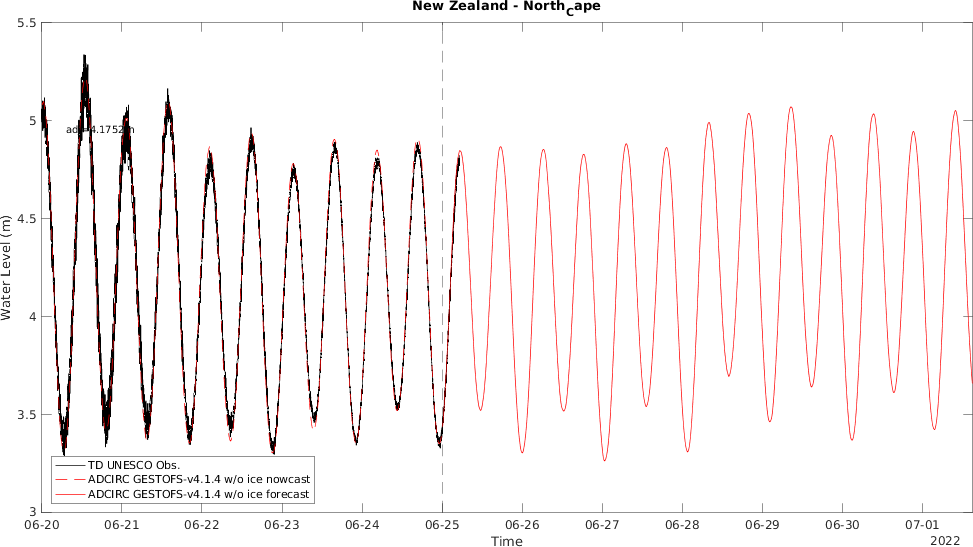 New Zealand - NorthCape
5.5
5
4.5
4
3.5
3
Water Level (m)
TD UNESCO Obs.
ADCIRC GESTOFS-v4.1.4 w/o ice nowcast
ADCIRC GESTOFS-v4.1.4 w/o ice forecast
06-20 06-21 06-22 06-23 06-24 06-25 06-26 06-27 06-28 06-29 06-30 07-01
Time
2022